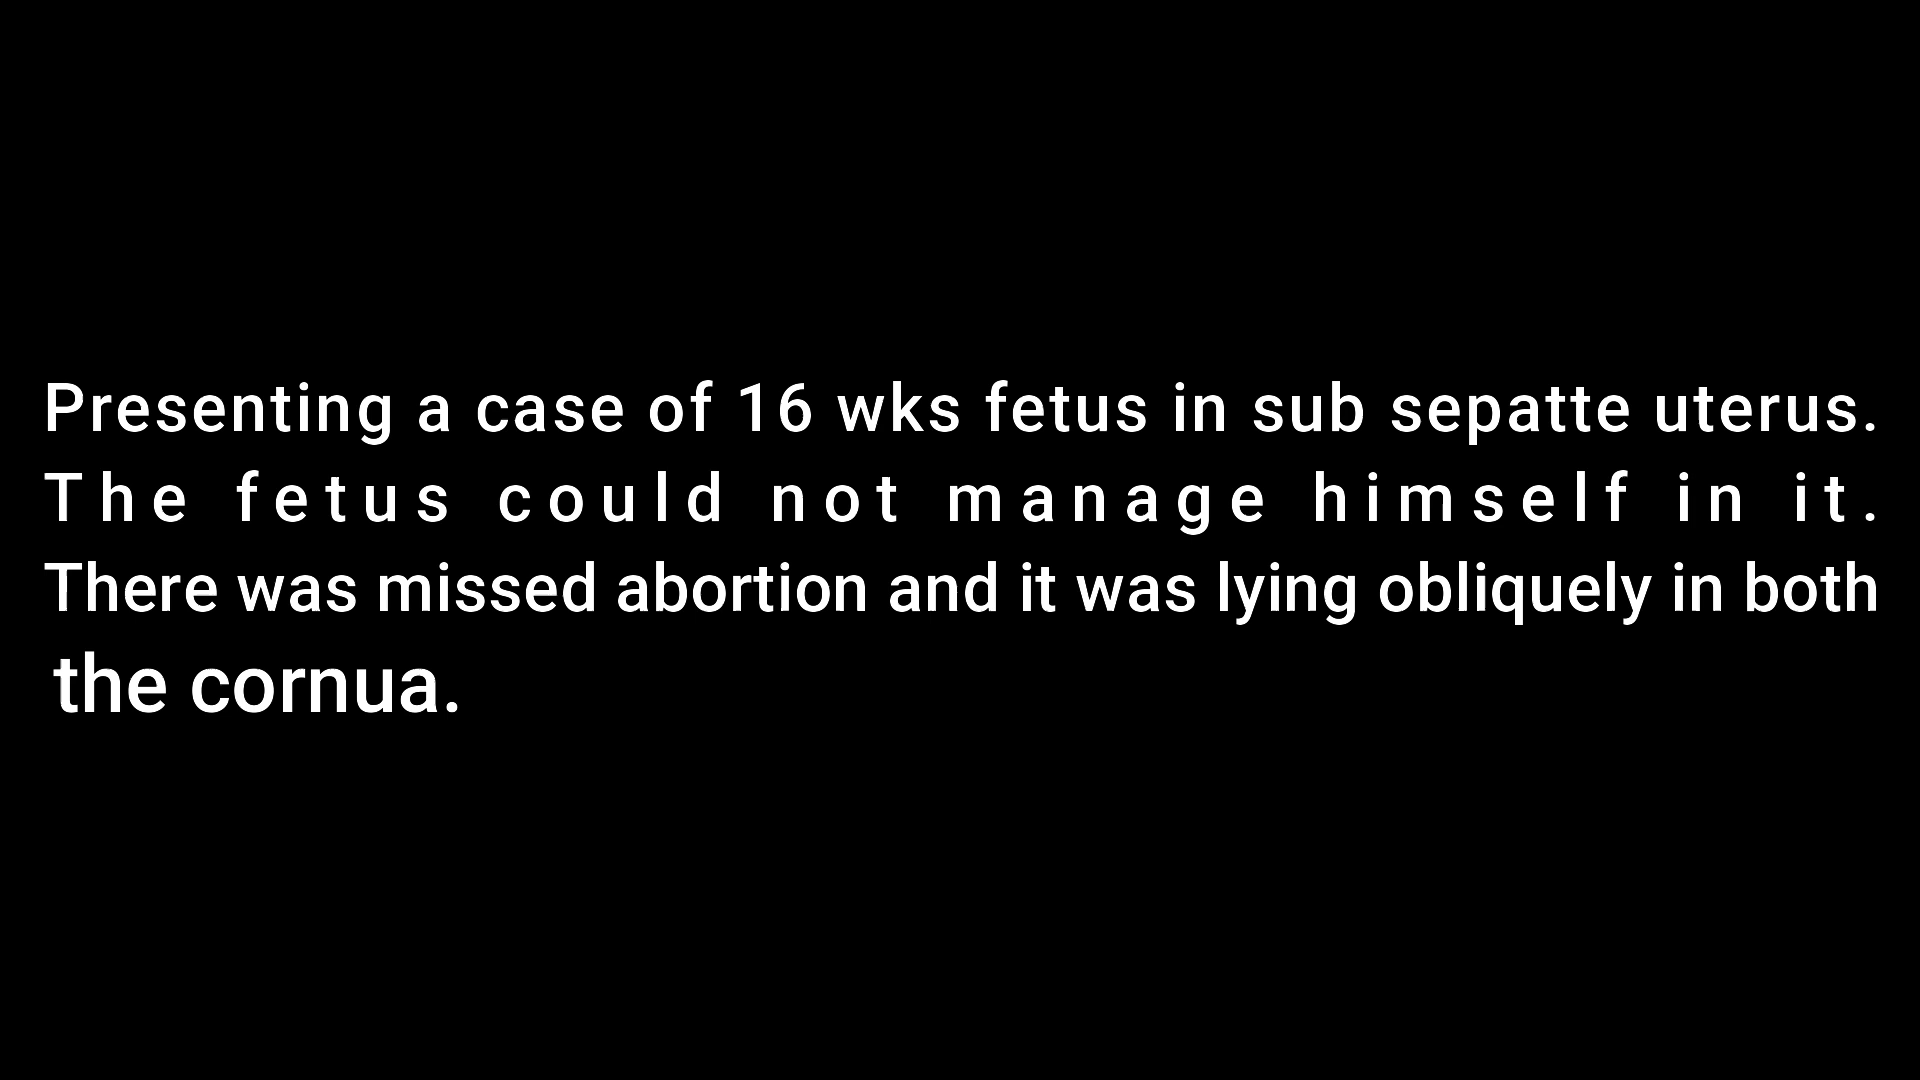 Presenting a case of 16 wks fetus in sub sepatte uterus.
The fetus could not manage himself in it.
There was missed abortion and it was lying obliquely in both
the cornua.